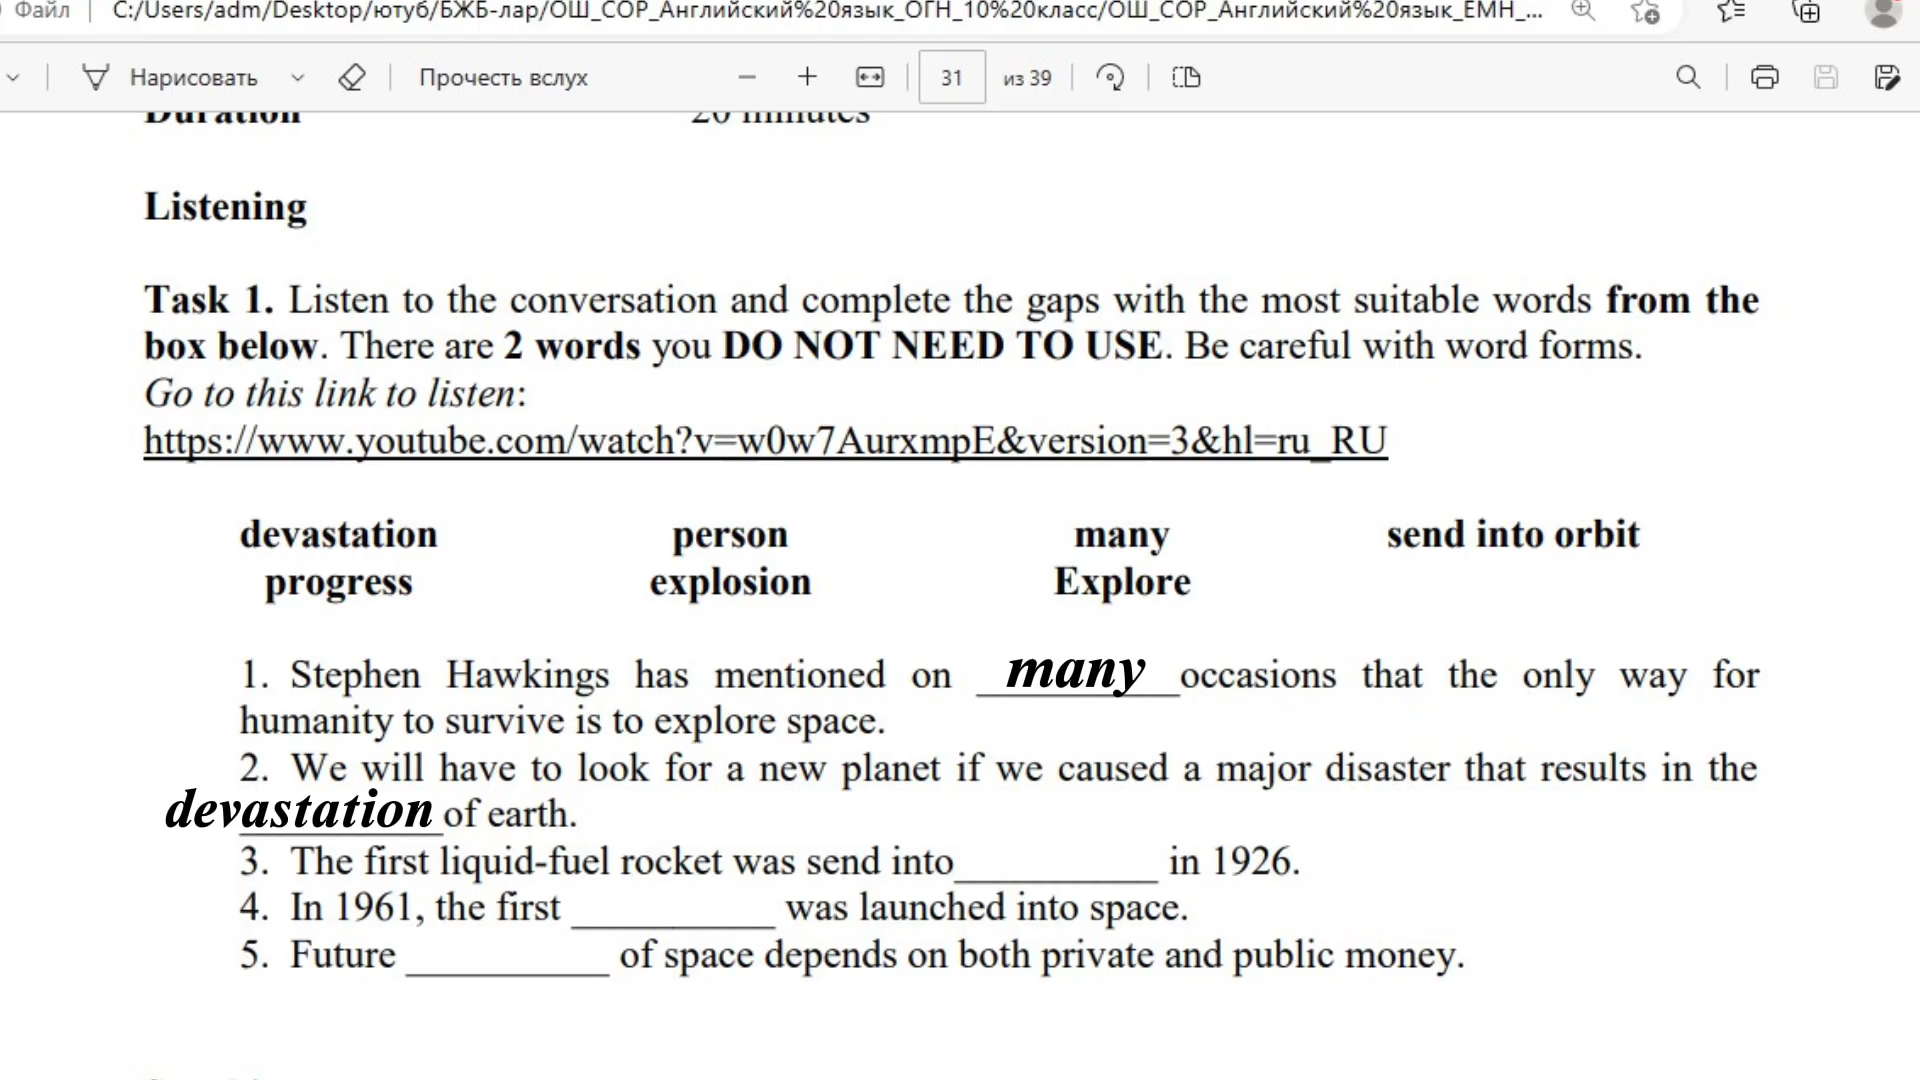 Файл C:/Users/adm/Desktop/ютуб/БЖБ-лар/ОШ_СОР_Английский%20язык_ОГН_10%20класс/ОШ_СОР_Английский%20язык_ЕМН_...
Нарисовать Прочесть вслух 31 из 39
Duration 20 minutes
Listening
Task 1. Listen to the conversation and complete the gaps with the most suitable words from the
box below. There are 2 words you DO NOT NEED TO USE. Be careful with word forms.
Go to this link to listen:
https://www.youtube.com/watch?v=w0w7AurxmpE&version=3&hl=ru_RU
devastation person many send into orbit
progress explosion Explore
1. Stephen Hawkings has mentioned on many occasions that the only way for
humanity to survive is to explore space.
2. We will have to look for a new planet if we caused a major disaster that results in the
devastation of earth.
3. The first liquid-fuel rocket was send into__________ in 1926.
4. In 1961, the first __________ was launched into space.
5. Future __________ of space depends on both private and public money.